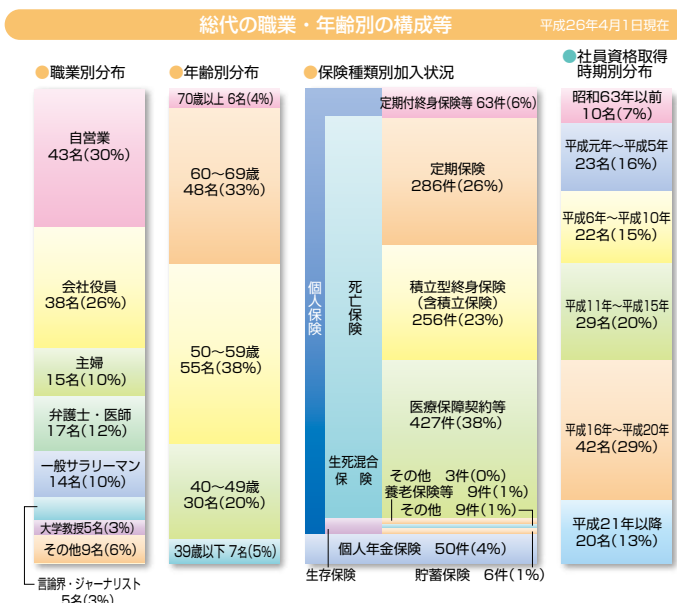 総代の職業・年齢別の構成等
平成26年4月1日現在
●職業別分布
自営業
43名(30%)
会社役員
38名(26%)
主婦
15名(10%)
弁護士・医師
17名(12%)
一般サラリーマン
14名(10%)
大学教授5名(3%)
その他9名(6%)
言論界・ジャーナリスト
5名(3%)
●年齢別分布
70歳以上 6名(4%)
60〜69歳
48名(33%)
50〜59歳
55名(38%)
40〜49歳
30名(20%)
39歳以下 7名(5%)
●保険種類別加入状況
個人保険
死亡保険
生死混合
保 険
定期付終身保険等 63件(6%)
定期保険
286件(26%)
積立型終身保険
(含積立保険)
256件(23%)
医療保障契約等
427件(38%)
その他 3件(0%)
養老保険等 9件(1%)
その他 9件(1%)
個人年金保険 50件(4%)
生存保険
貯蓄保険 6件(1%)
●社員資格取得
時期別分布
昭和63年以前
10名(7%)
平成元年〜平成5年
23名(16%)
平成6年〜平成10年
22名(15%)
平成11年〜平成15年
29名(20%)
平成16年〜平成20年
42名(29%)
平成21年以降
20名(13%)